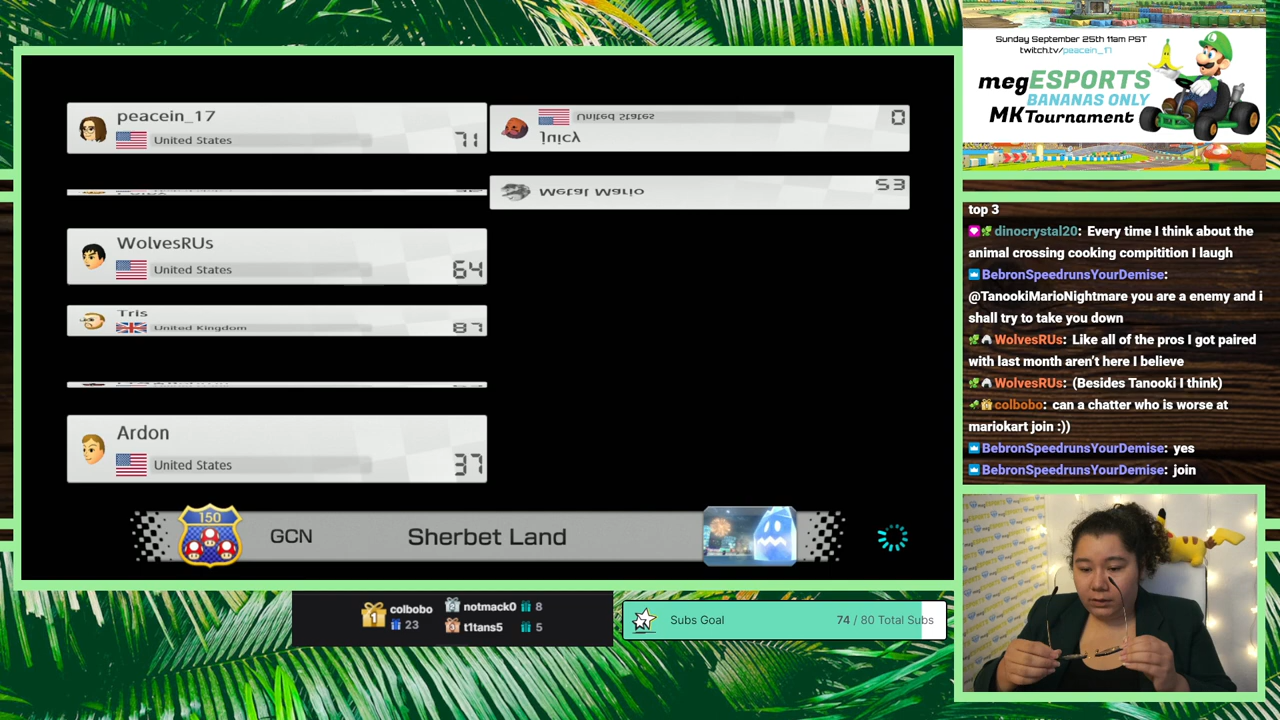 peacein_17
United States
71
United States
Juicy
0
Metal Mario
53
WolvesRUs
United States
64
Tris
United Kingdom
87
Ardon
United States
37
150
GCN
Sherbet Land
Sunday September 25th 11am PST
twitch.tv/peacein_17
megESPORTS
BANANAS ONLY
MKTournament
top 3
dinocrystal20: Every time I think about the
animal crossing cooking compitition I laugh
BebronSpeedrunsYourDemise:
@TanookiMarioNightmare you are a enemy and i
shall try to take you down
WolvesRUs: Like all of the pros I got paired
with last month aren't here I believe
WolvesRUs: (Besides Tanooki I think)
colbobo: can a chatter who is worse at
mariokart join :))
BebronSpeedrunsYourDemise: yes
BebronSpeedrunsYourDemise: join
1 colbobo
23
2 notmack0 8
3 t1tans5 5
Subs Goal
74 / 80 Total Subs